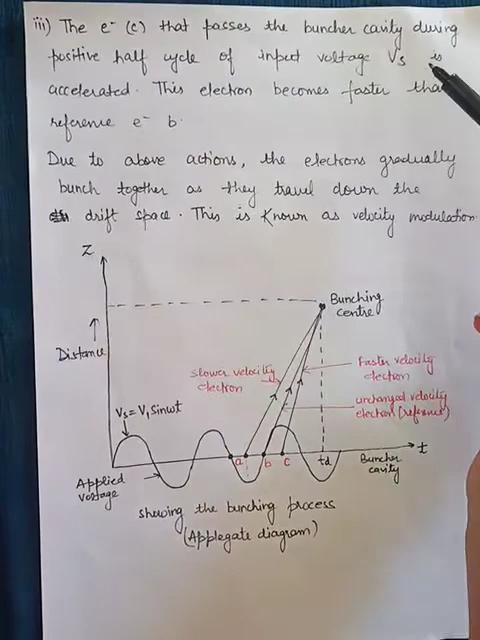 iii) The e⁻ (c) that passes the buncher cavity during
positive half cycle of input voltage Vs is
accelerated. This electron becomes faster than
reference e⁻ b.
Due to above actions, the electrons gradually
bunch together as they travel down the
drift space. This is known as velocity modulation.
Z
Bunching
centre
Distance
slower velocity
electron
Faster velocity
electron
unchanged velocity
electron (reference)
Vs = V₁ Sinωt
a
b
c
td
t
Buncher
cavity
Applied
voltage
showing the bunching process
(Applegate diagram)